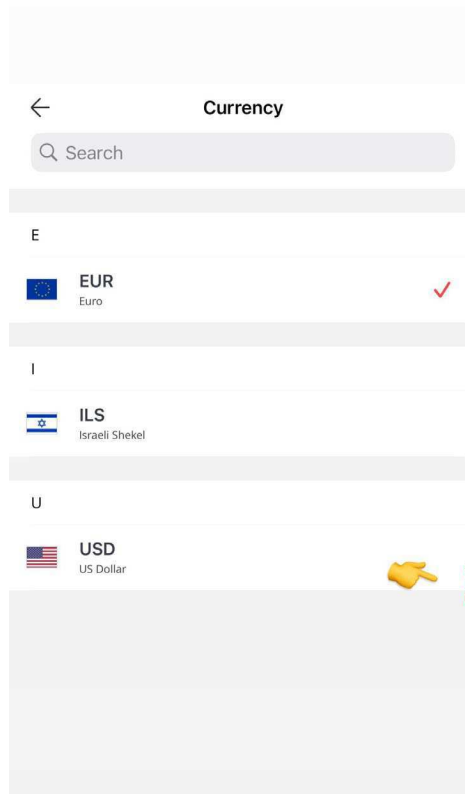 Currency
Search
E
EUR
Euro
I
ILS
Israeli Shekel
U
USD
US Dollar